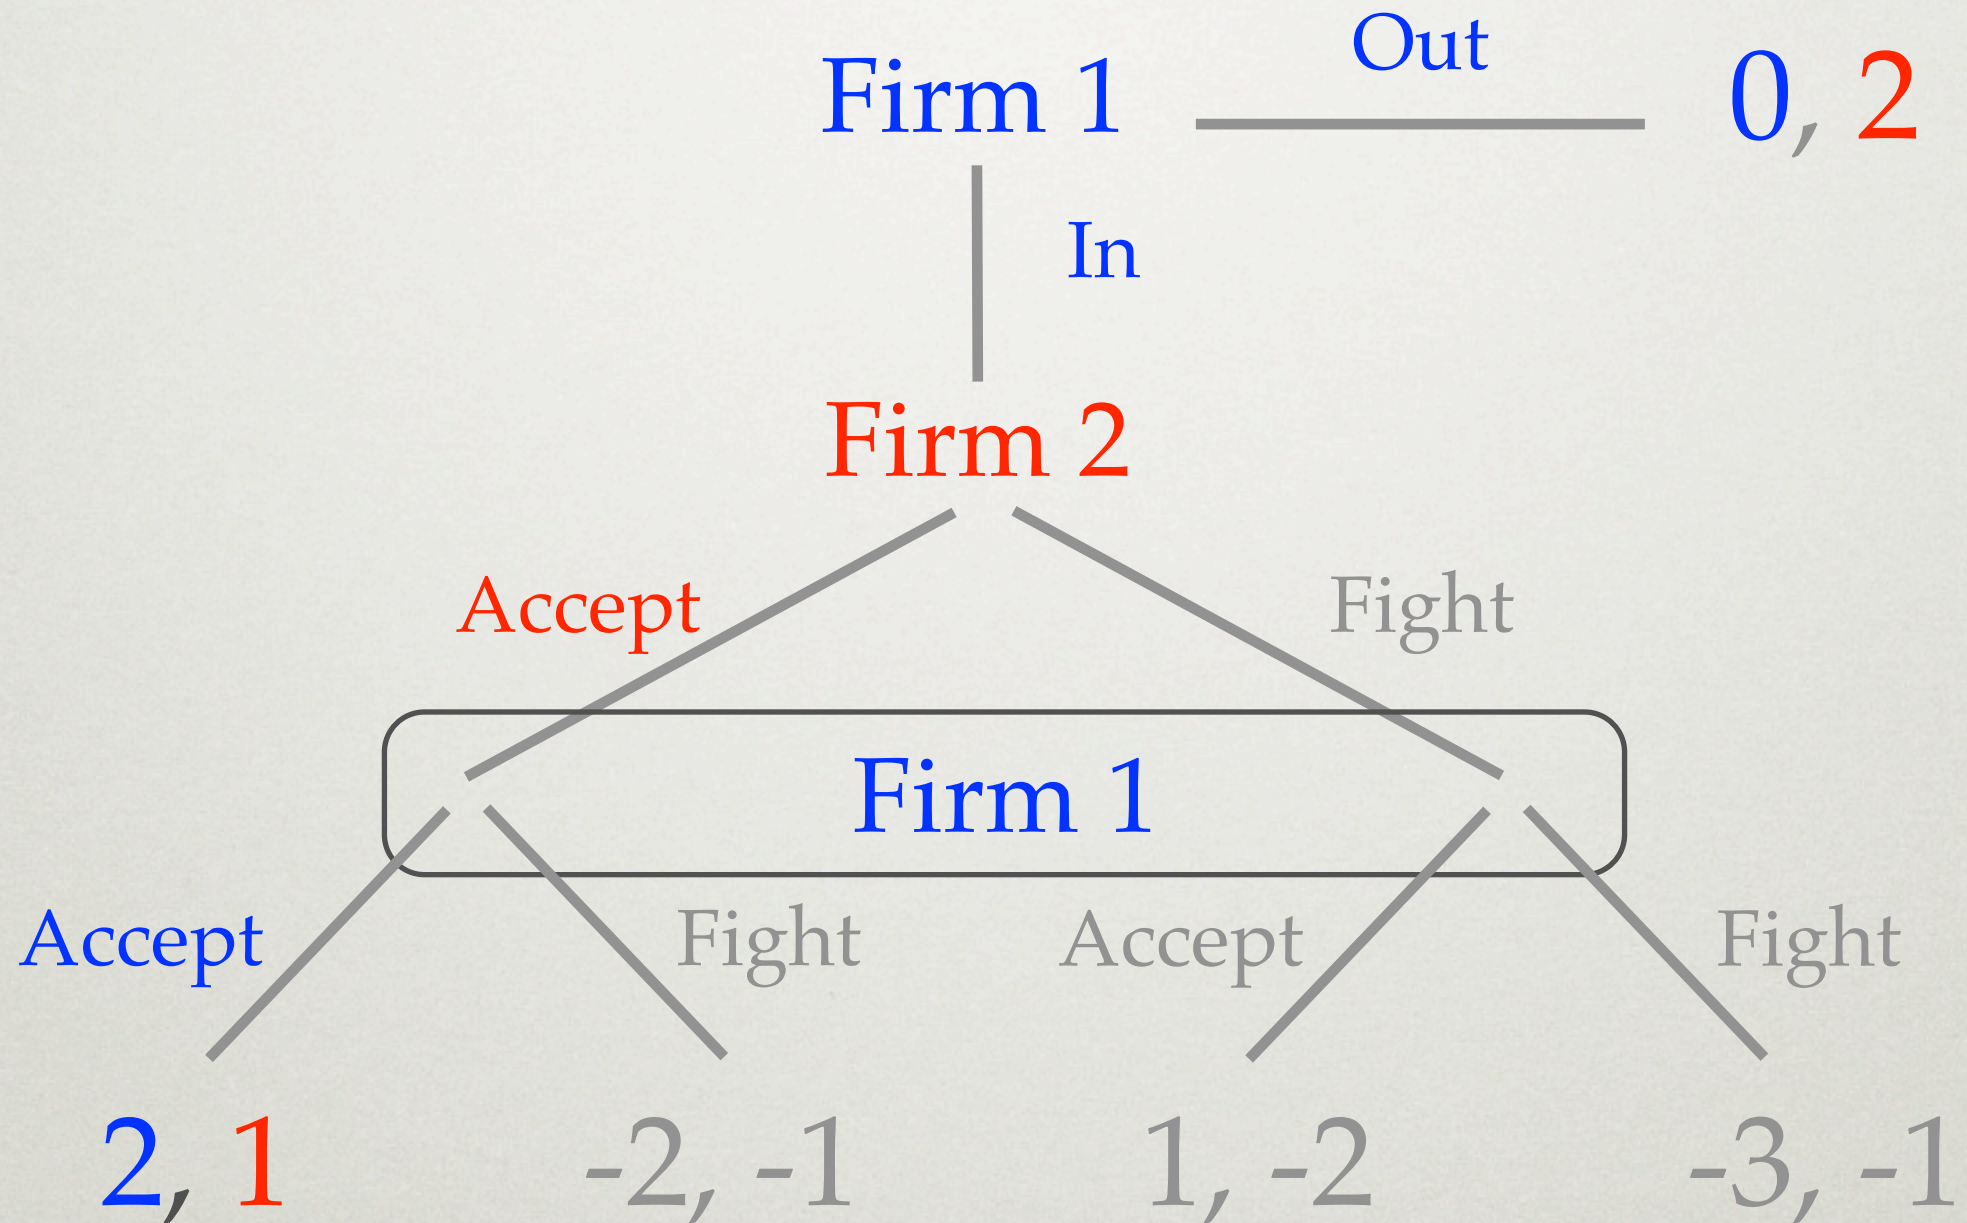 Out
Firm 1
0, 2
In
Firm 2
Accept
Fight
Firm 1
Accept
Fight
Accept
Fight
2, 1
-2, -1
1, -2
-3, -1